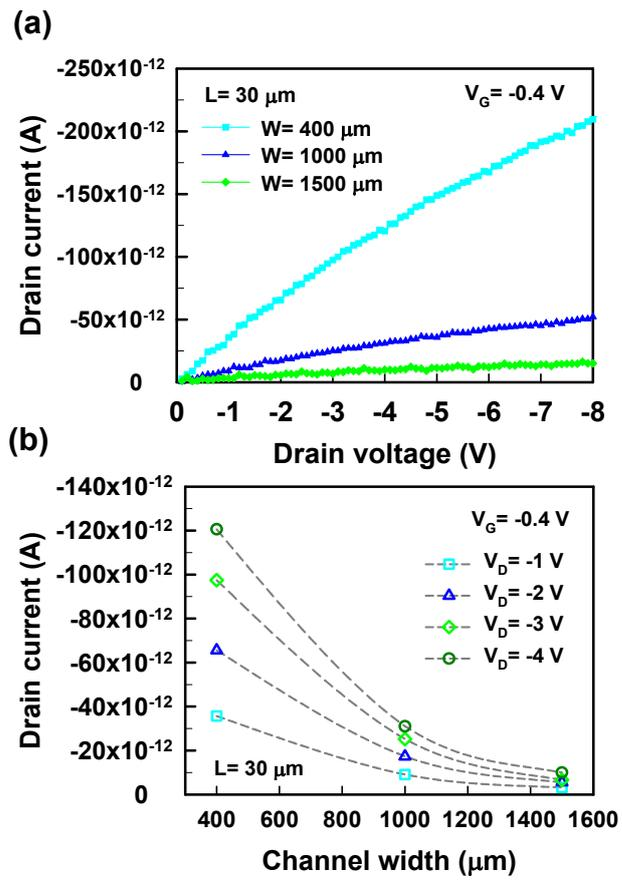 (a)
-250x10-12
-200x10-12
-150x10-12
-100x10-12
-50x10-12
0
Drain current (A)
L= 30 μm
VG= -0.4 V
W= 400 μm
W= 1000 μm
W= 1500 μm
0 -1 -2 -3 -4 -5 -6 -7 -8
Drain voltage (V)
(b)
-140x10-12
-120x10-12
-100x10-12
-80x10-12
-60x10-12
-40x10-12
-20x10-12
0
Drain current (A)
VG= -0.4 V
VD= -1 V
VD= -2 V
VD= -3 V
VD= -4 V
L= 30 μm
400 600 800 1000 1200 1400 1600
Channel width (μm)